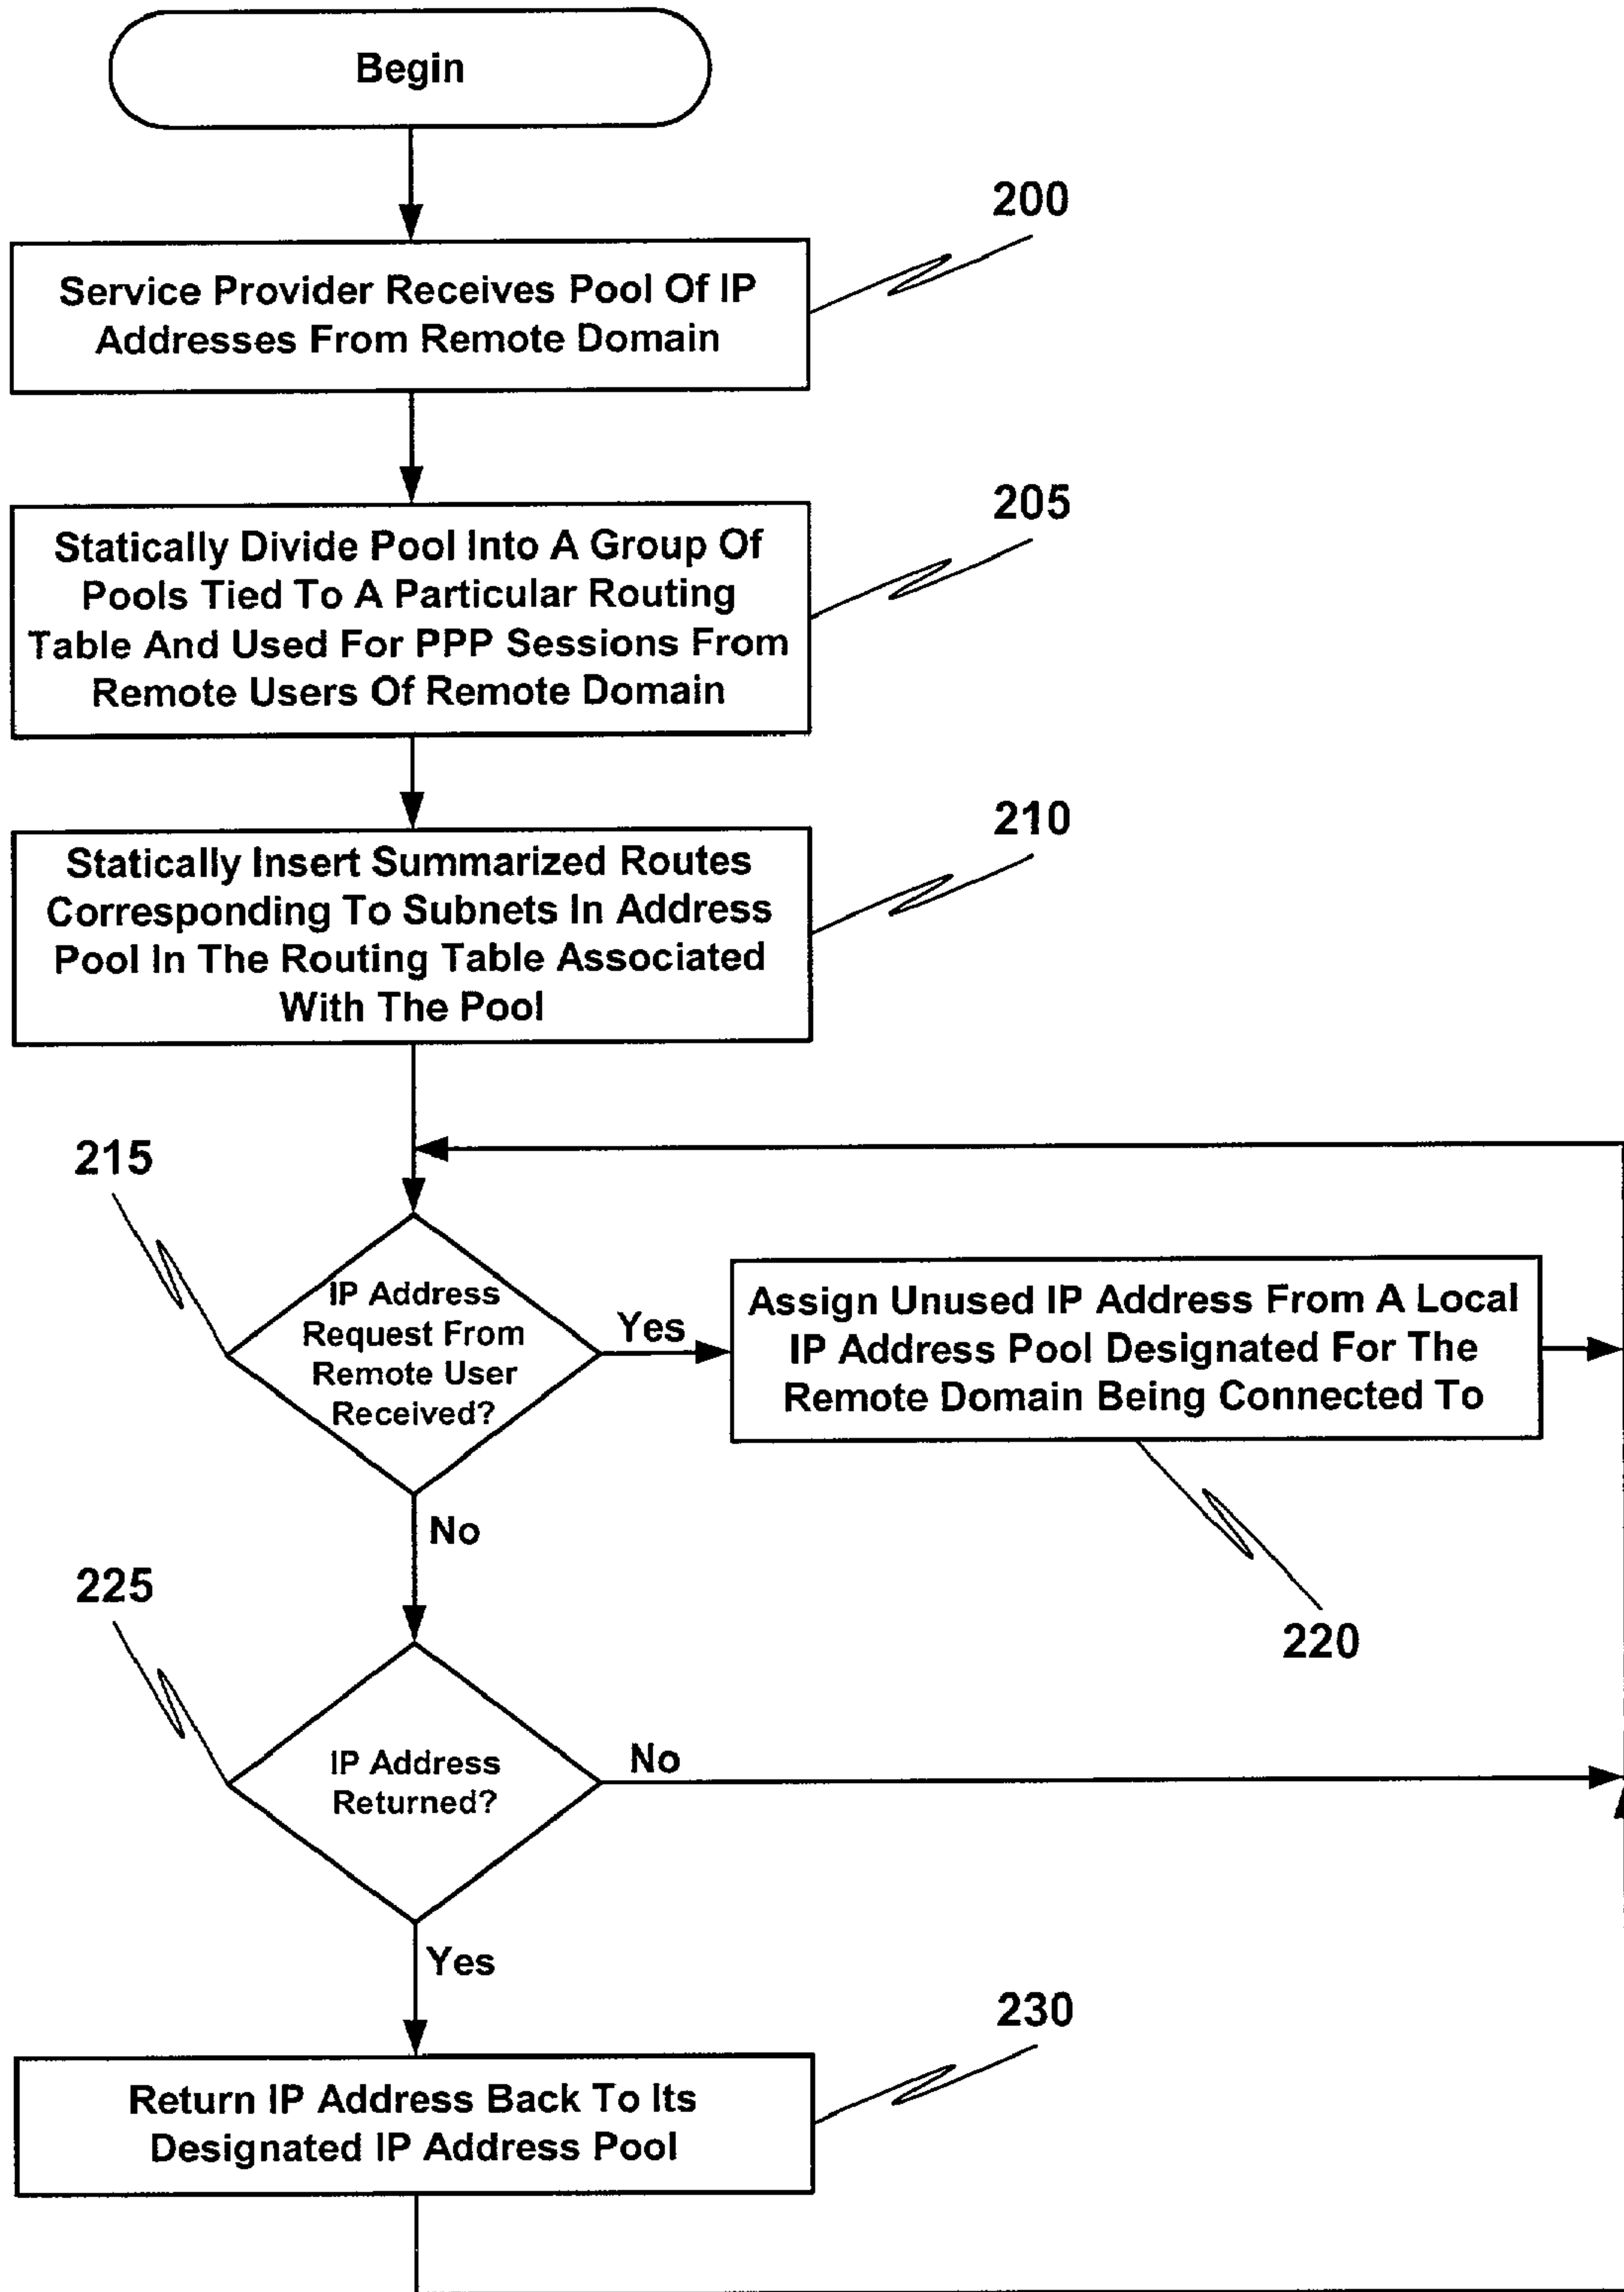 Begin
200
Service Provider Receives Pool Of IP
Addresses From Remote Domain
205
Statically Divide Pool Into A Group Of
Pools Tied To A Particular Routing
Table And Used For PPP Sessions From
Remote Users Of Remote Domain
210
Statically Insert Summarized Routes
Corresponding To Subnets In Address
Pool In The Routing Table Associated
With The Pool
215
IP Address
Request From
Remote User
Received?
Yes
Assign Unused IP Address From A Local
IP Address Pool Designated For The
Remote Domain Being Connected To
No
220
225
IP Address
Returned?
No
Yes
230
Return IP Address Back To Its
Designated IP Address Pool